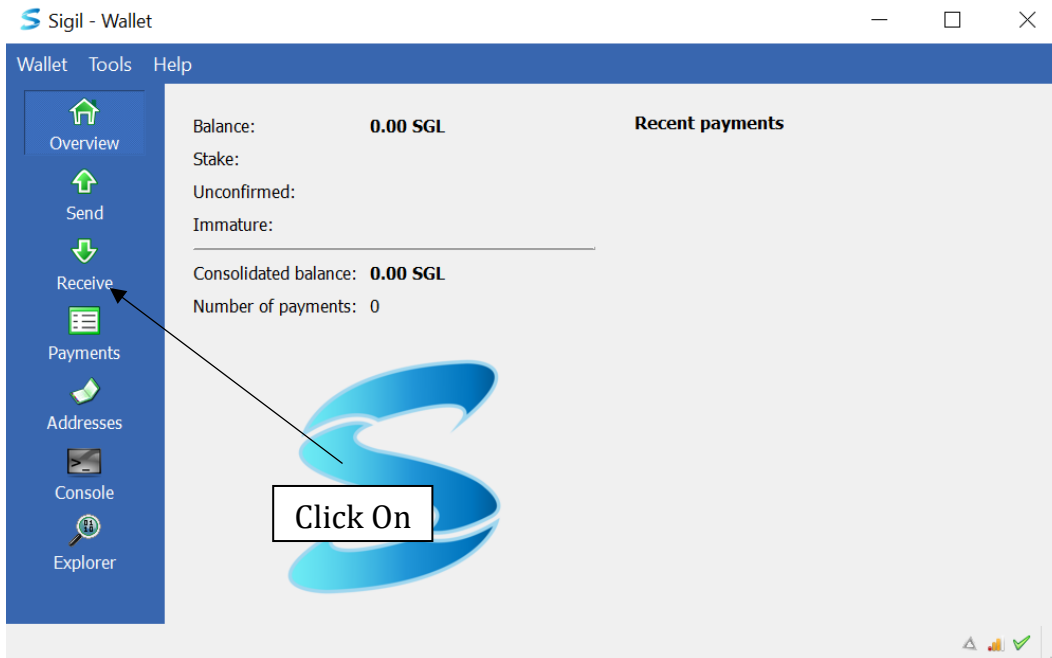 Sigil - Wallet
Wallet Tools Help
Overview
Send
Receive
Payments
Addresses
Console
Explorer
Balance: 0.00 SGL
Stake:
Unconfirmed:
Immature:
Consolidated balance: 0.00 SGL
Number of payments: 0
Recent payments
Click On